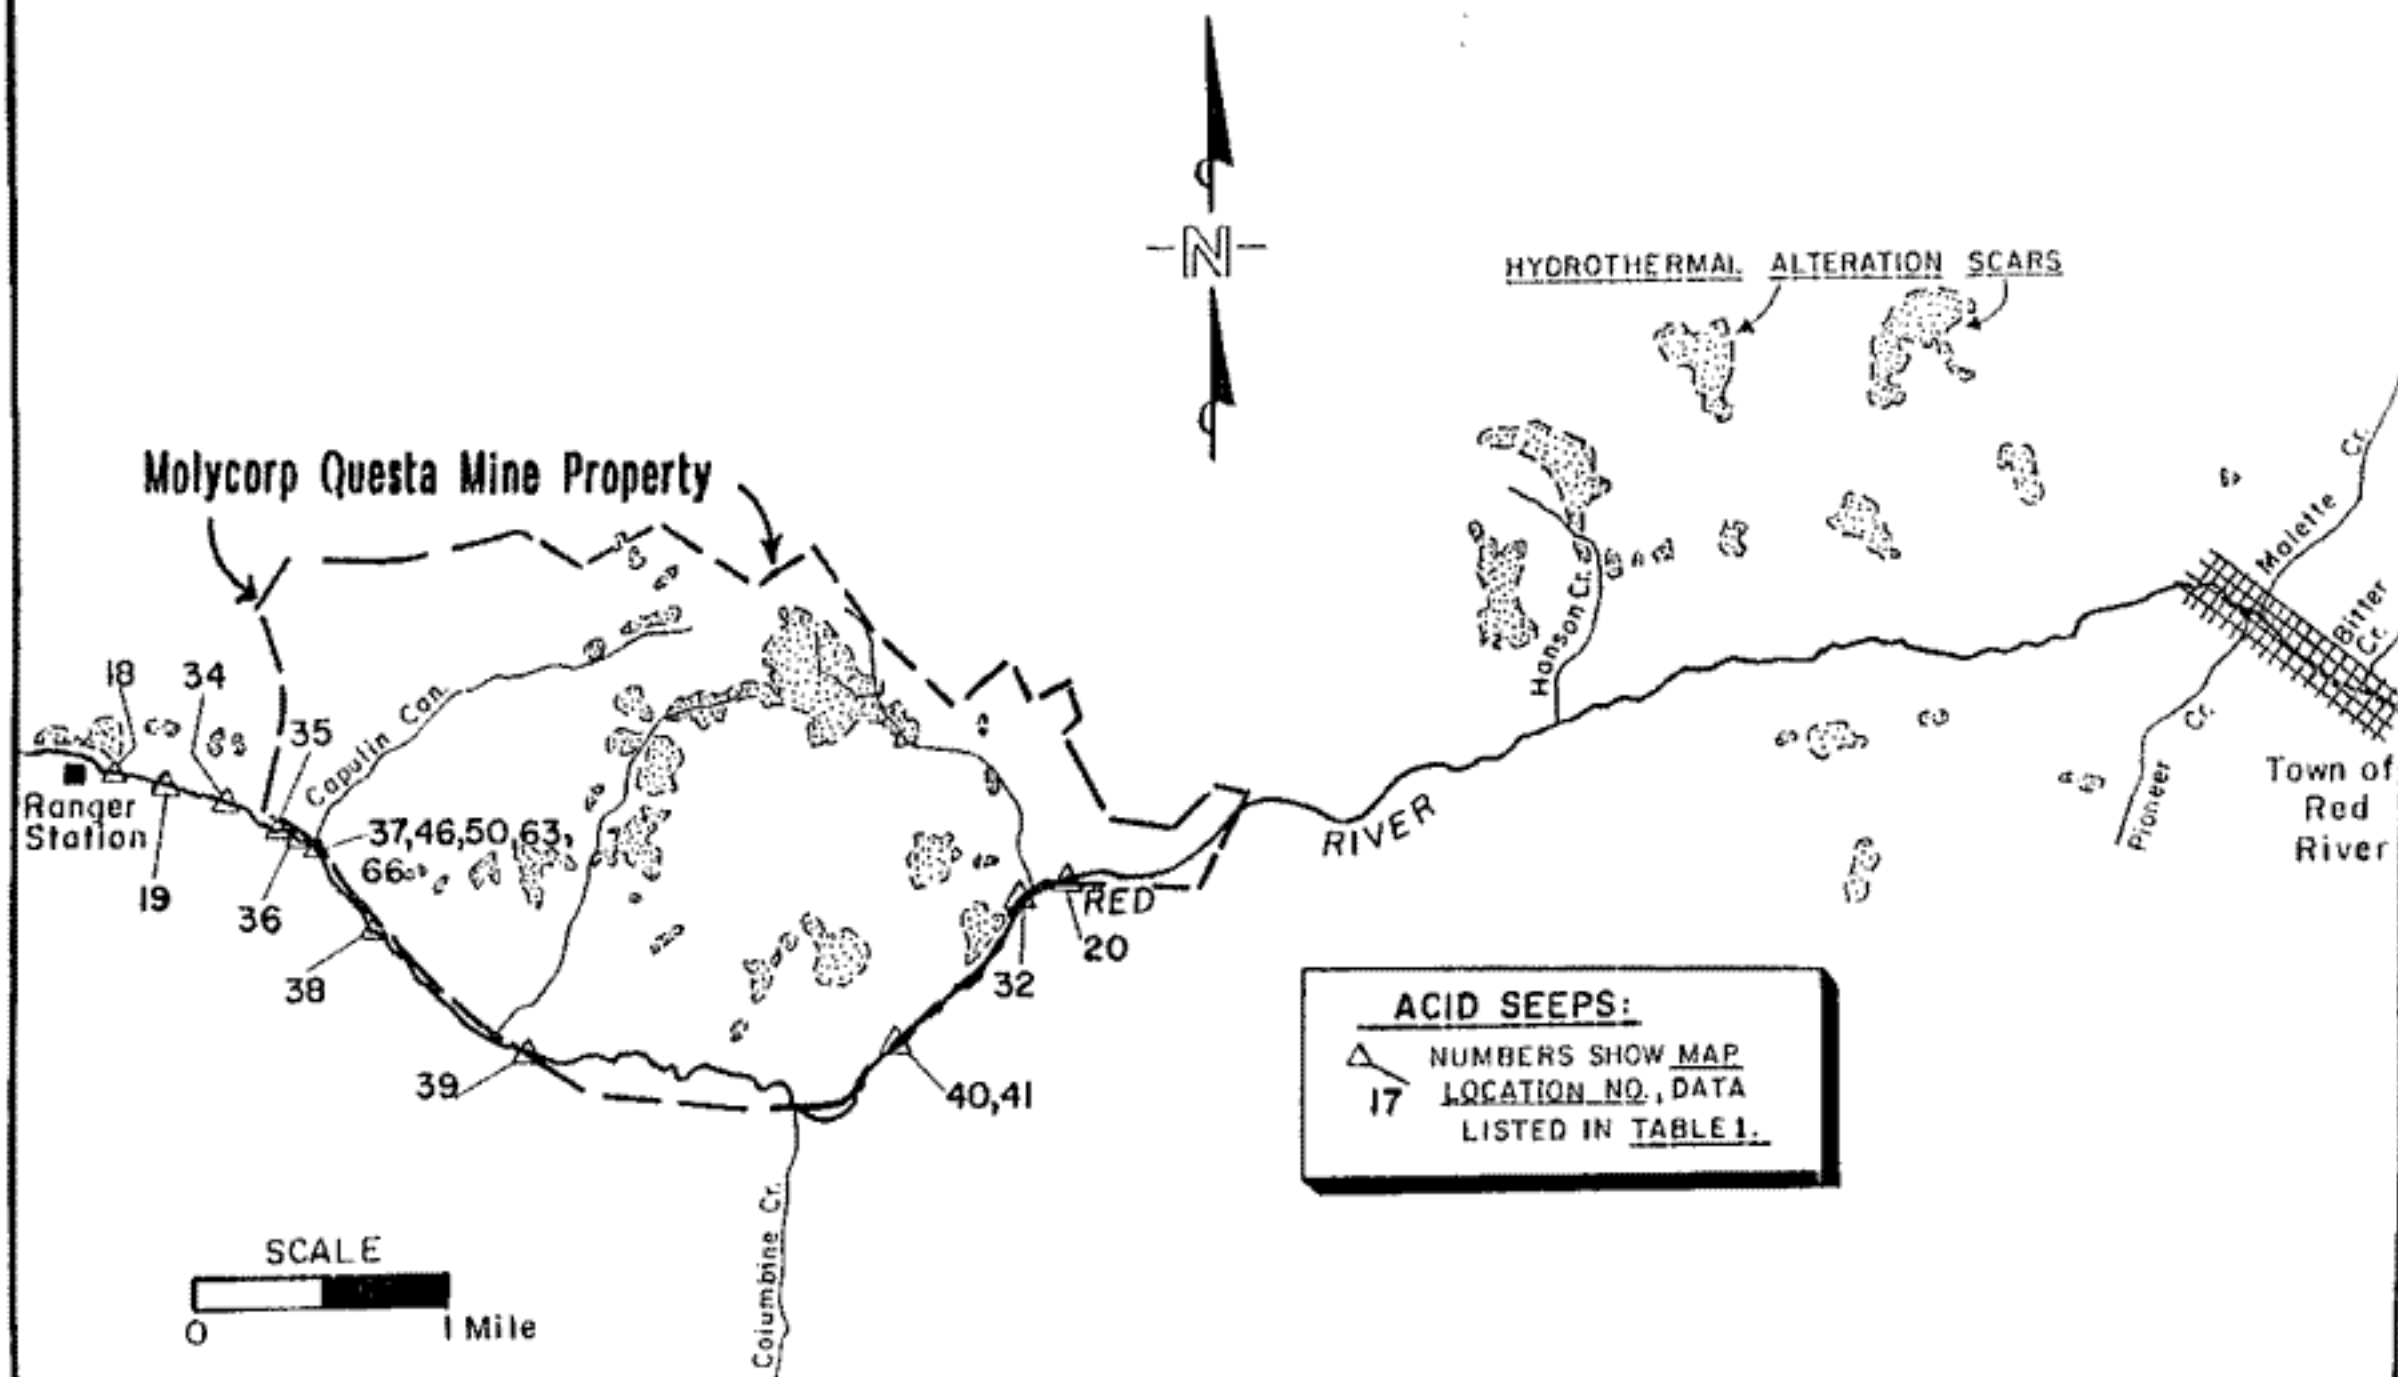 -N-
HYDROTHERMAL ALTERATION SCARS
Molycorp Questa Mine Property
Cr.
Malette
Bitter
Cr.
Hanson Cr.
18
34
35
Capulin Can.
Ranger
Station
37,46,50,63,
66
19
36
38
39
40,41
32
20
RED
RIVER
Cr.
Pioneer
Town of
Red
River
Columbine Cr.
ACID SEEPS:
NUMBERS SHOW MAP
17 LOCATION NO., DATA
LISTED IN TABLE 1.
SCALE
0 1 Mile